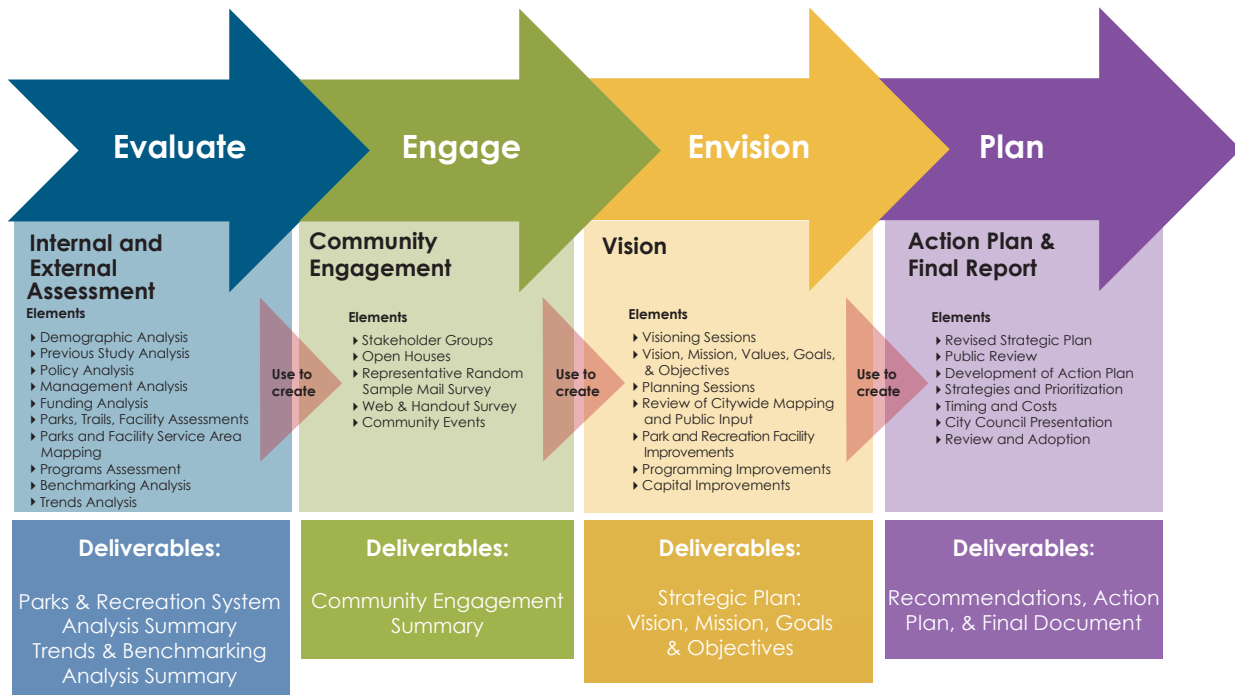 Evaluate
Engage
Envision
Plan
Internal and
External
Assessment
Elements
Demographic Analysis
Previous Study Analysis
Policy Analysis
Management Analysis
Funding Analysis
Parks, Trails, Facility Assessments
Parks and Facility Service Area
Mapping
Programs Assessment
Benchmarking Analysis
Trends Analysis
Use to
create
Community
Engagement
Elements
Stakeholder Groups
Open Houses
Representative Random
Sample Mail Survey
Web & Handout Survey
Community Events
Use to
create
Vision
Elements
Visioning Sessions
Vision, Mission, Values, Goals,
& Objectives
Planning Sessions
Review of Citywide Mapping
and Public Input
Park and Recreation Facility
Improvements
Programming Improvements
Capital Improvements
Use to
create
Action Plan &
Final Report
Elements
Revised Strategic Plan
Public Review
Development of Action Plan
Strategies and Prioritization
Timing and Costs
City Council Presentation
Review and Adoption
Deliverables:
Parks & Recreation System
Analysis Summary
Trends & Benchmarking
Analysis Summary
Deliverables:
Community Engagement
Summary
Deliverables:
Strategic Plan:
Vision, Mission, Goals
& Objectives
Deliverables:
Recommendations, Action
Plan, & Final Document